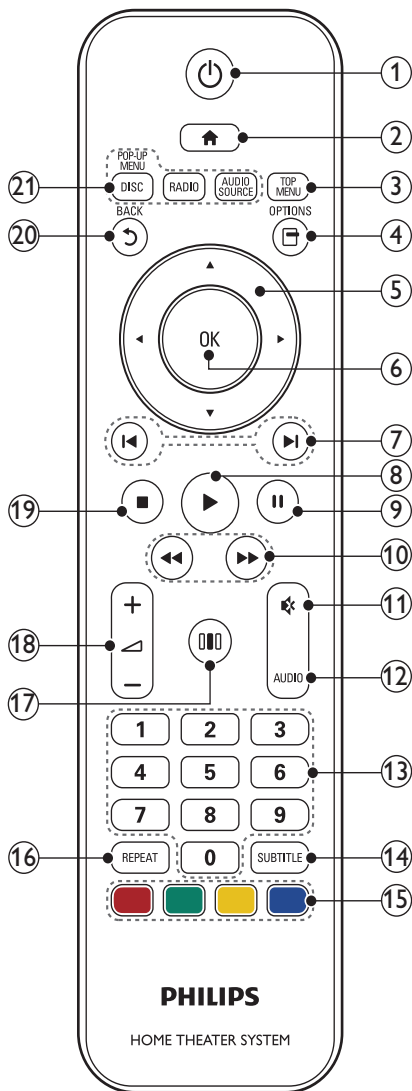 1
2
POP-UP
MENU
21 DISC RADIO AUDIO
SOURCE TOP
MENU 3
20 BACK OPTIONS 4
5
OK
6
7
8
19 9
10
+
11
18
AUDIO 12
−
17
1 2 3
4 5 6 13
7 8 9
16 REPEAT 0 SUBTITLE 14
15
PHILIPS
HOME THEATER SYSTEM